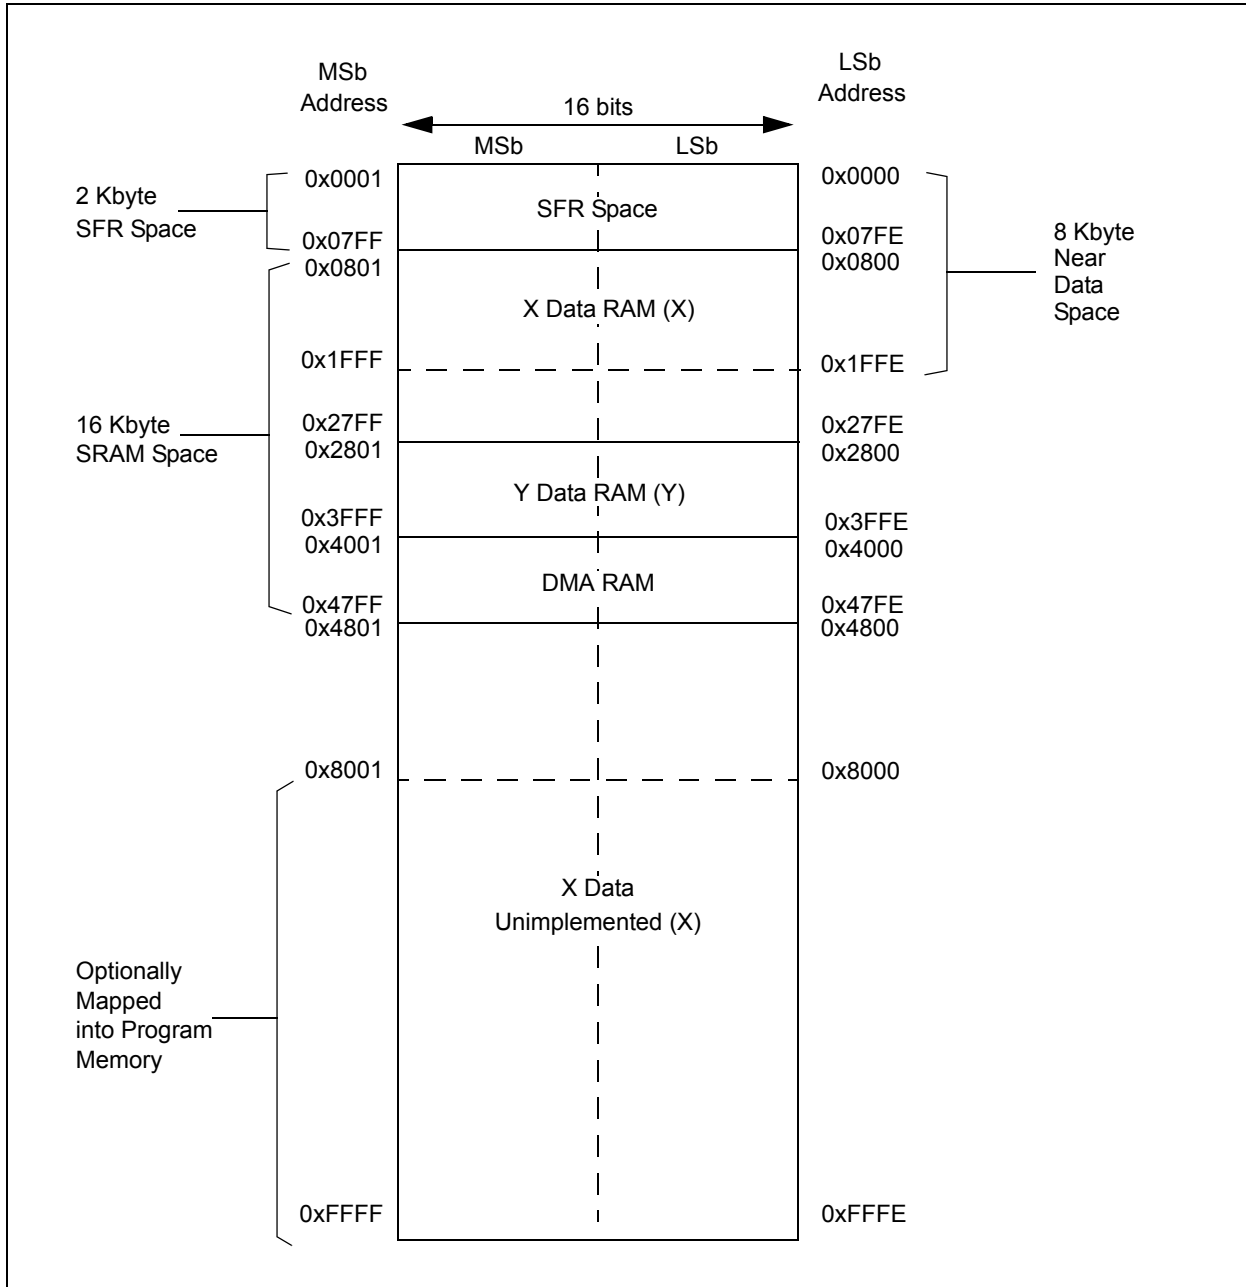 MSb
Address
LSb
Address
16 bits
MSb
LSb
2 Kbyte
SFR Space
0x0001
SFR Space
0x0000
0x07FF
0x07FE
0x0801
0x0800
8 Kbyte
Near
Data
Space
X Data RAM (X)
0x1FFF
0x1FFE
16 Kbyte
SRAM Space
0x27FF
0x27FE
0x2801
0x2800
Y Data RAM (Y)
0x3FFF
0x3FFE
0x4001
0x4000
DMA RAM
0x47FF
0x47FE
0x4801
0x4800
0x8001
0x8000
X Data
Unimplemented (X)
Optionally
Mapped
into Program
Memory
0xFFFF
0xFFFE